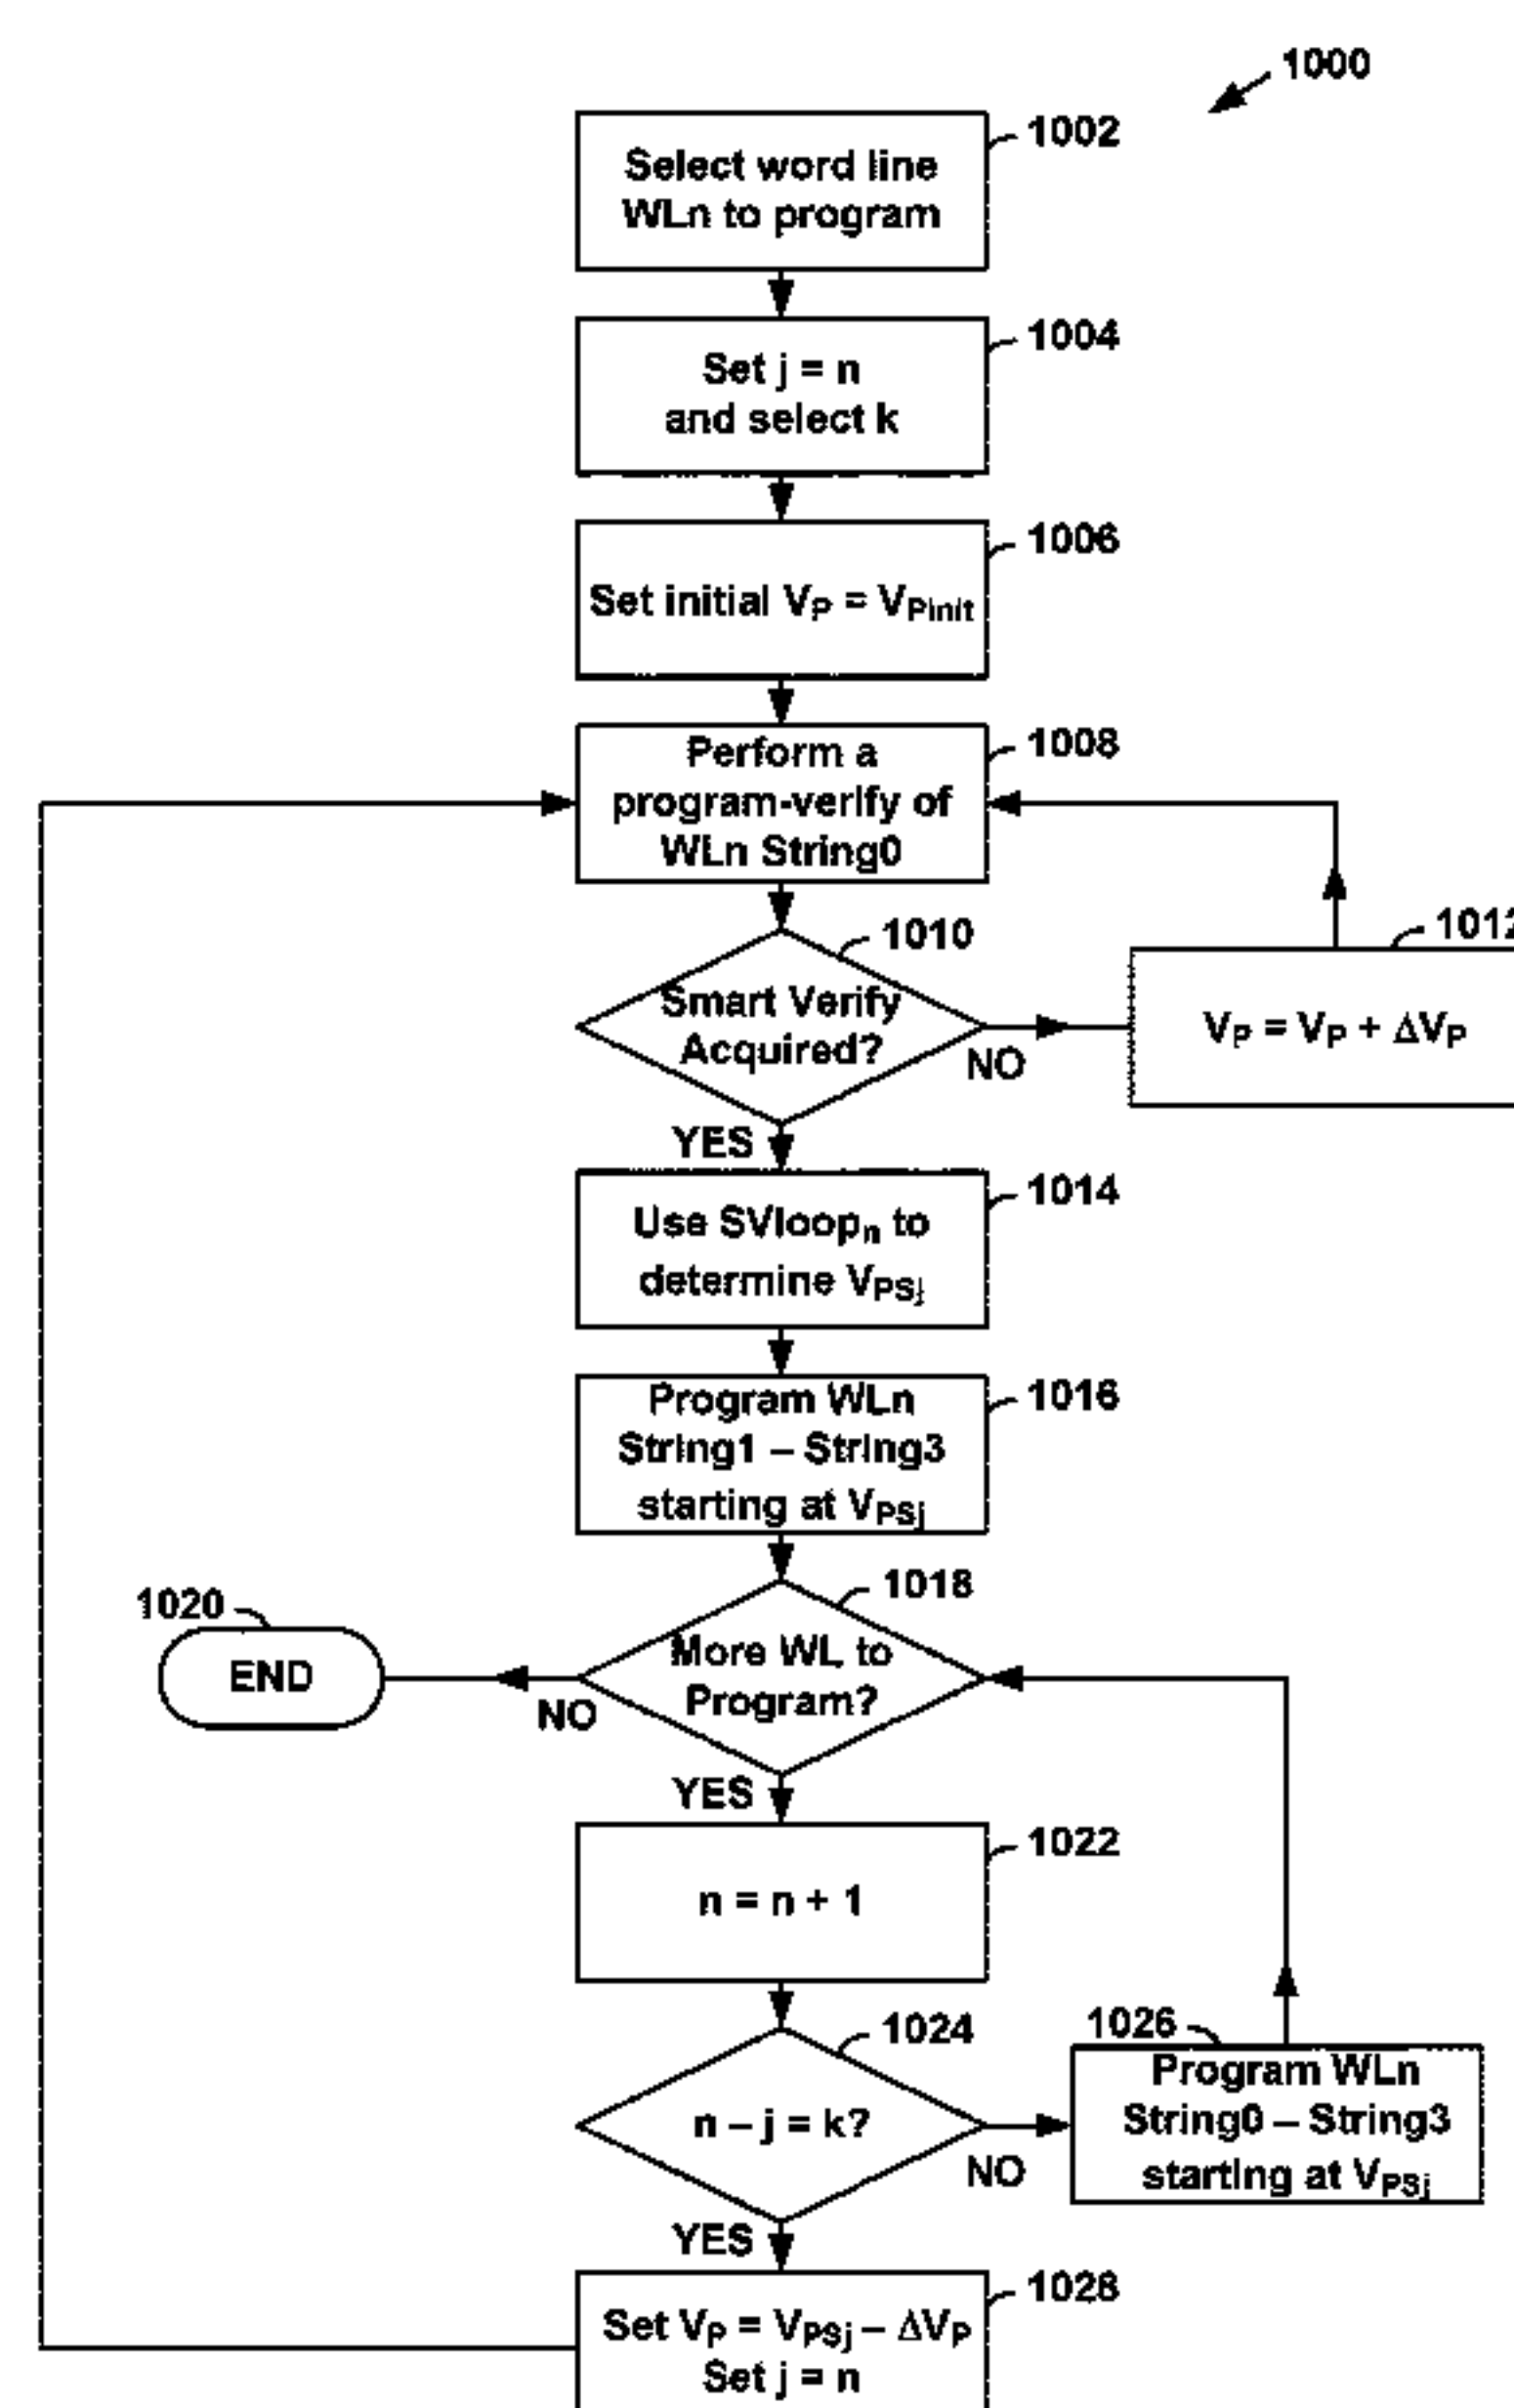 1000
1002
Select word line
WLn to program
1004
Set j = n
and select k
1006
Set initial VP = VPinit
1008
Perform a
program-verify of
WLn String0
1010
Smart Verify
Acquired?
NO
1012
VP = VP + ΔVP
YES
1014
Use SVloopn to
determine VPSj
1016
Program WLn
String1 – String3
starting at VPSj
1018
More WL to
Program?
NO
1020
END
YES
1022
n = n + 1
1024
n – j = k?
NO
1026
Program WLn
String0 – String3
starting at VPSj
YES
1028
Set VP = VPSj – ΔVP
Set j = n